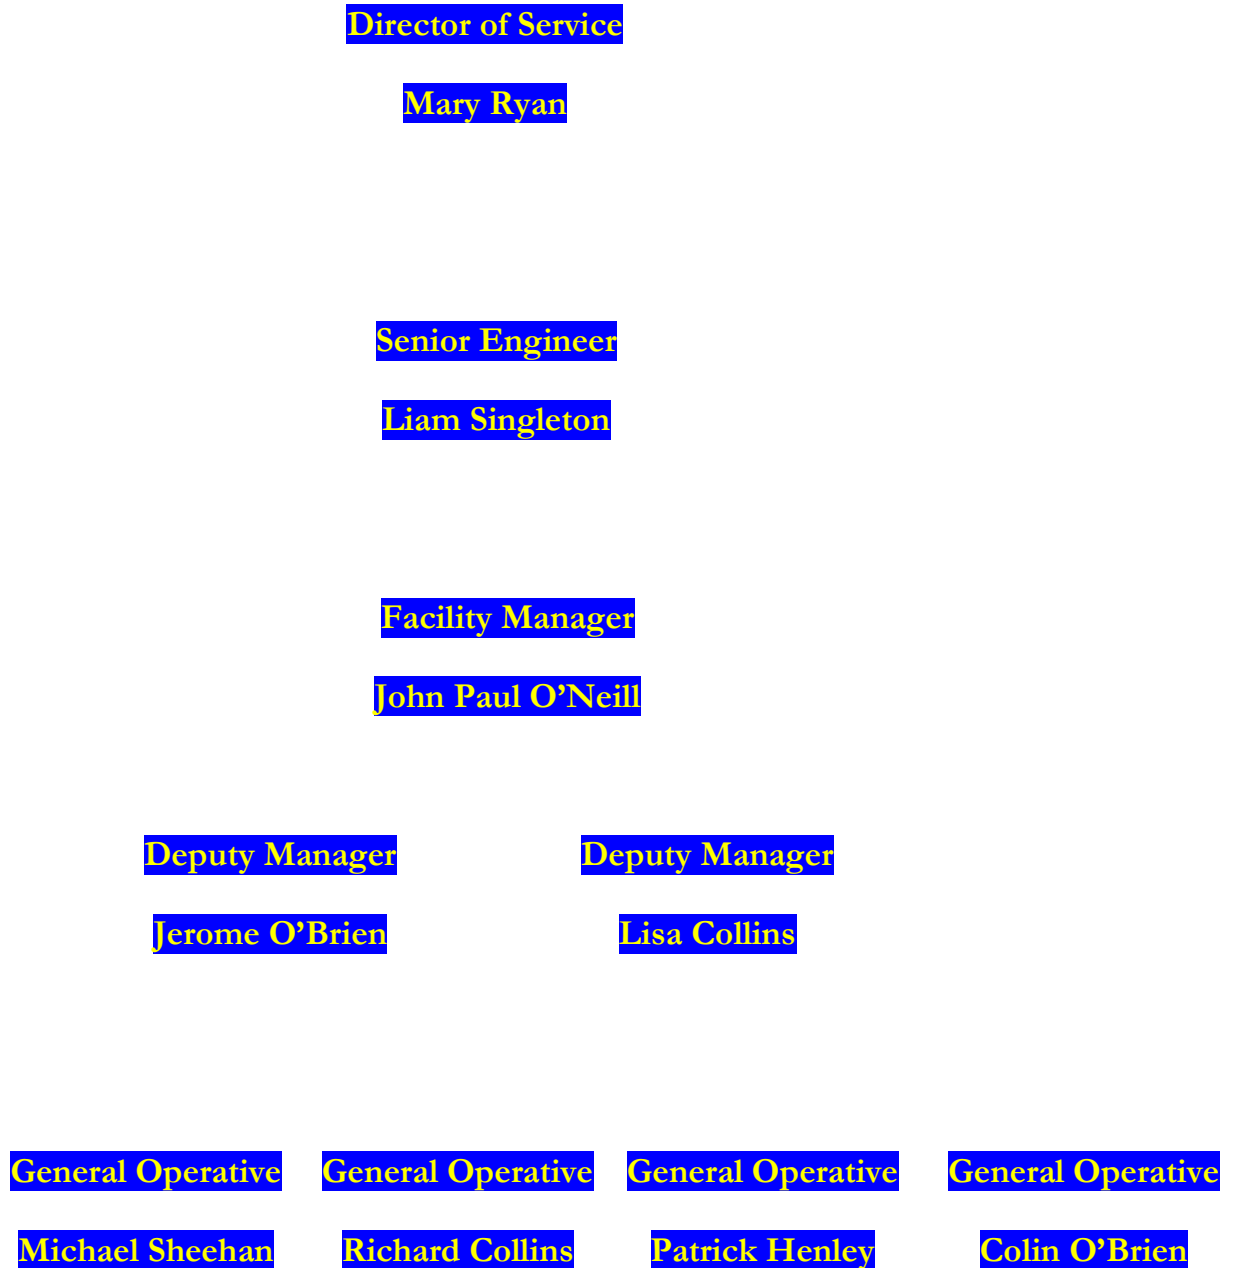 Director of Service
Mary Ryan
Senior Engineer
Liam Singleton
Facility Manager
John Paul O’Neill
Deputy Manager Deputy Manager
Jerome O’Brien Lisa Collins
General Operative General Operative General Operative General Operative
Michael Sheehan Richard Collins Patrick Henley Colin O’Brien